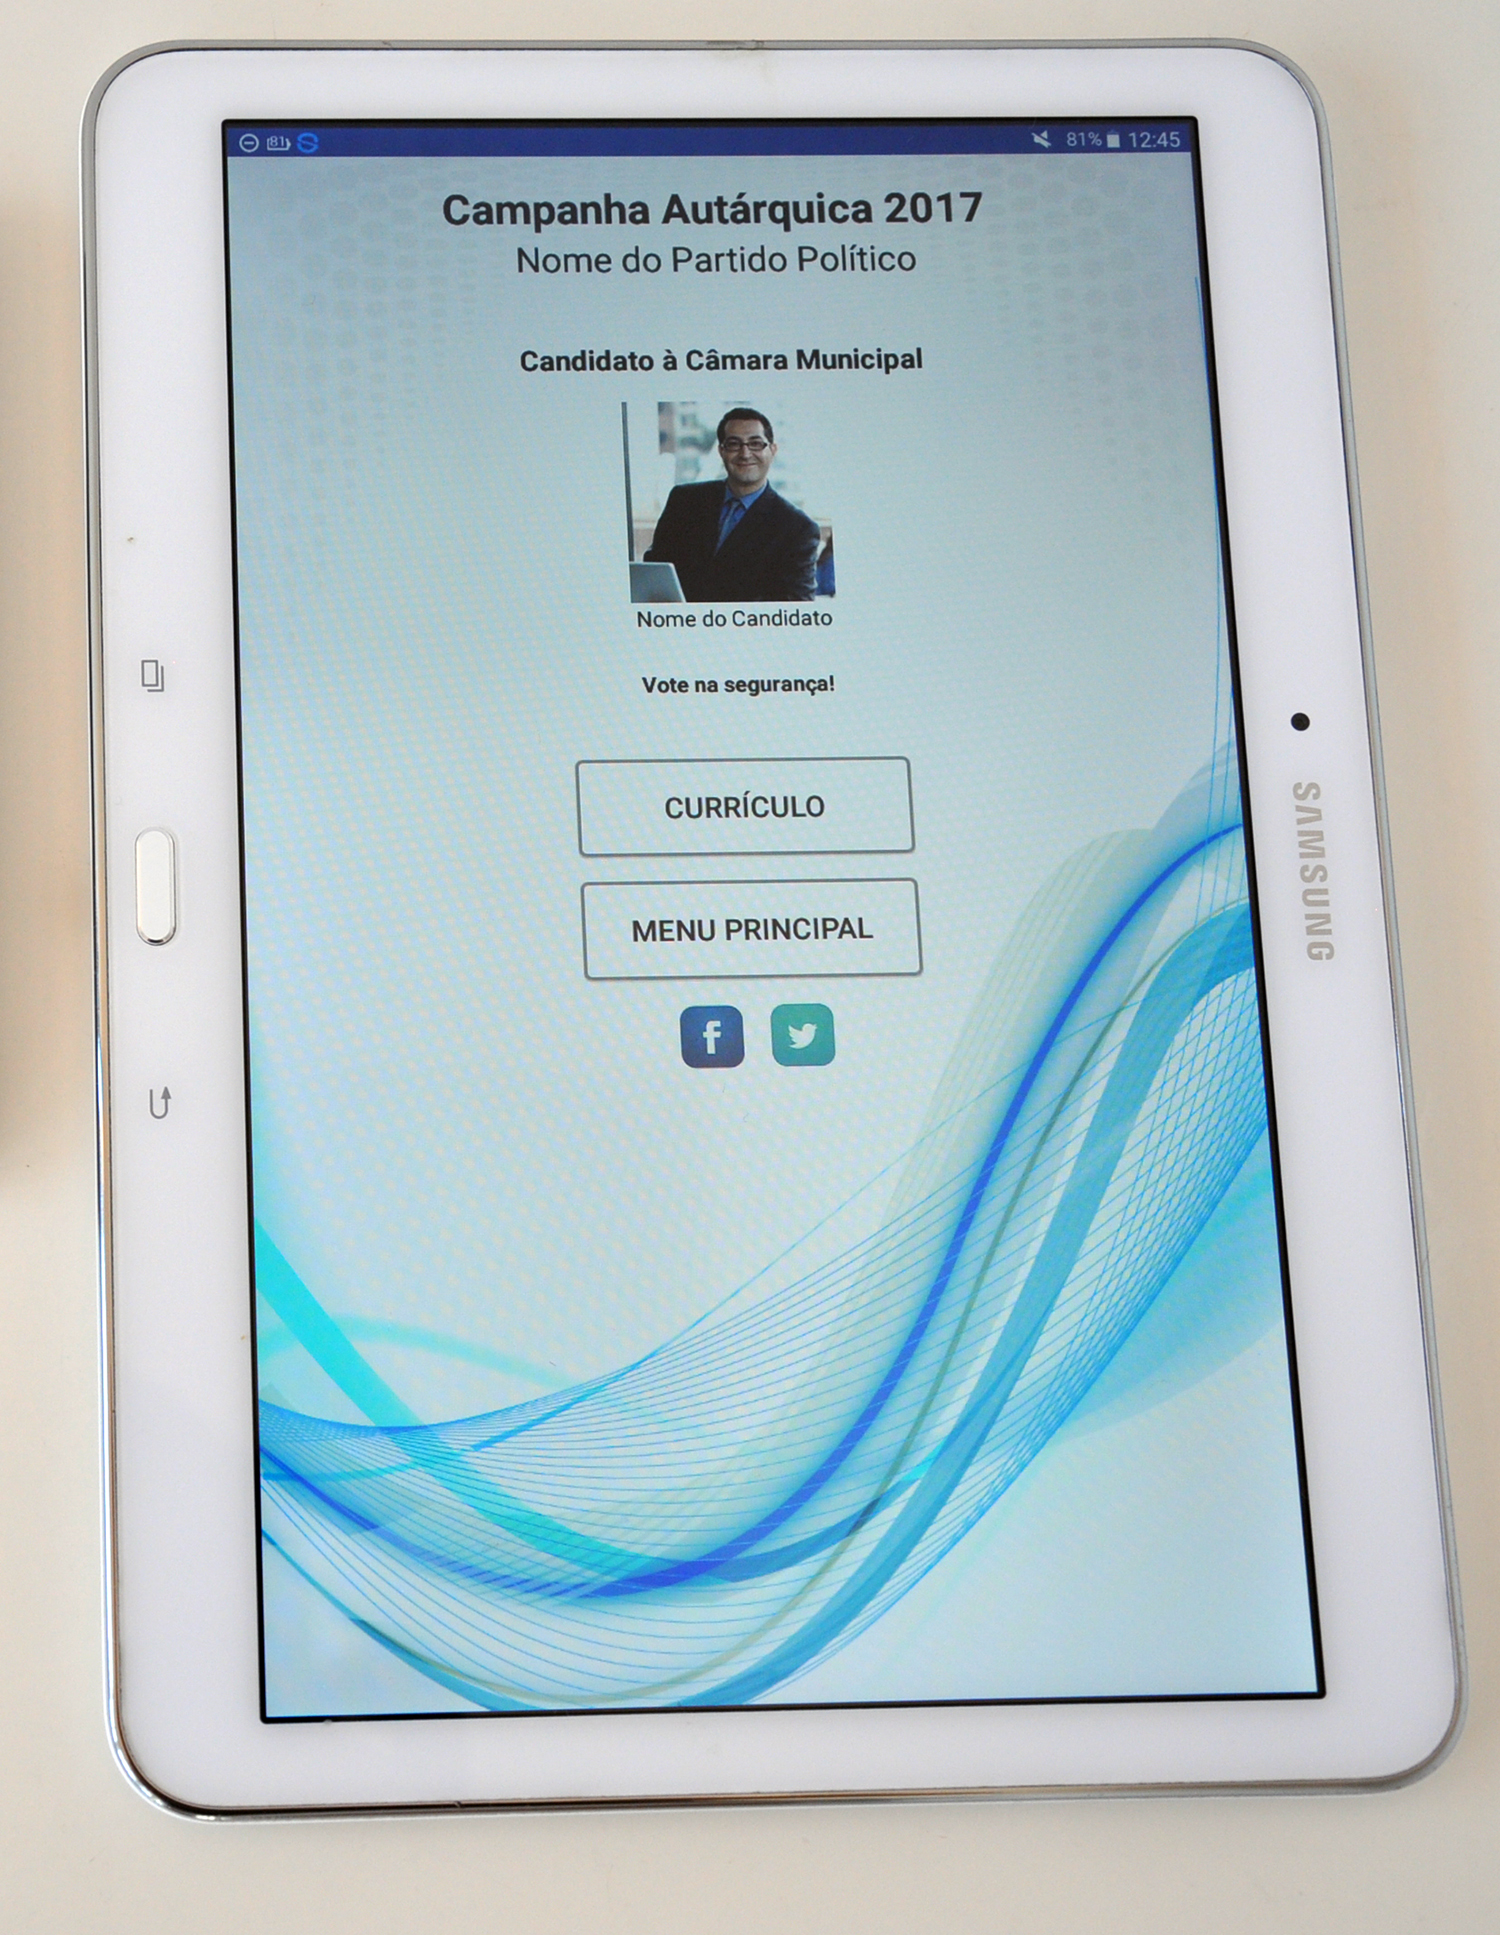 81
81% 12:45
Campanha Autárquica 2017
Nome do Partido Político
Candidato à Câmara Municipal
Nome do Candidato
Vote na segurança!
CURRÍCULO
MENU PRINCIPAL
f
SAMSUNG